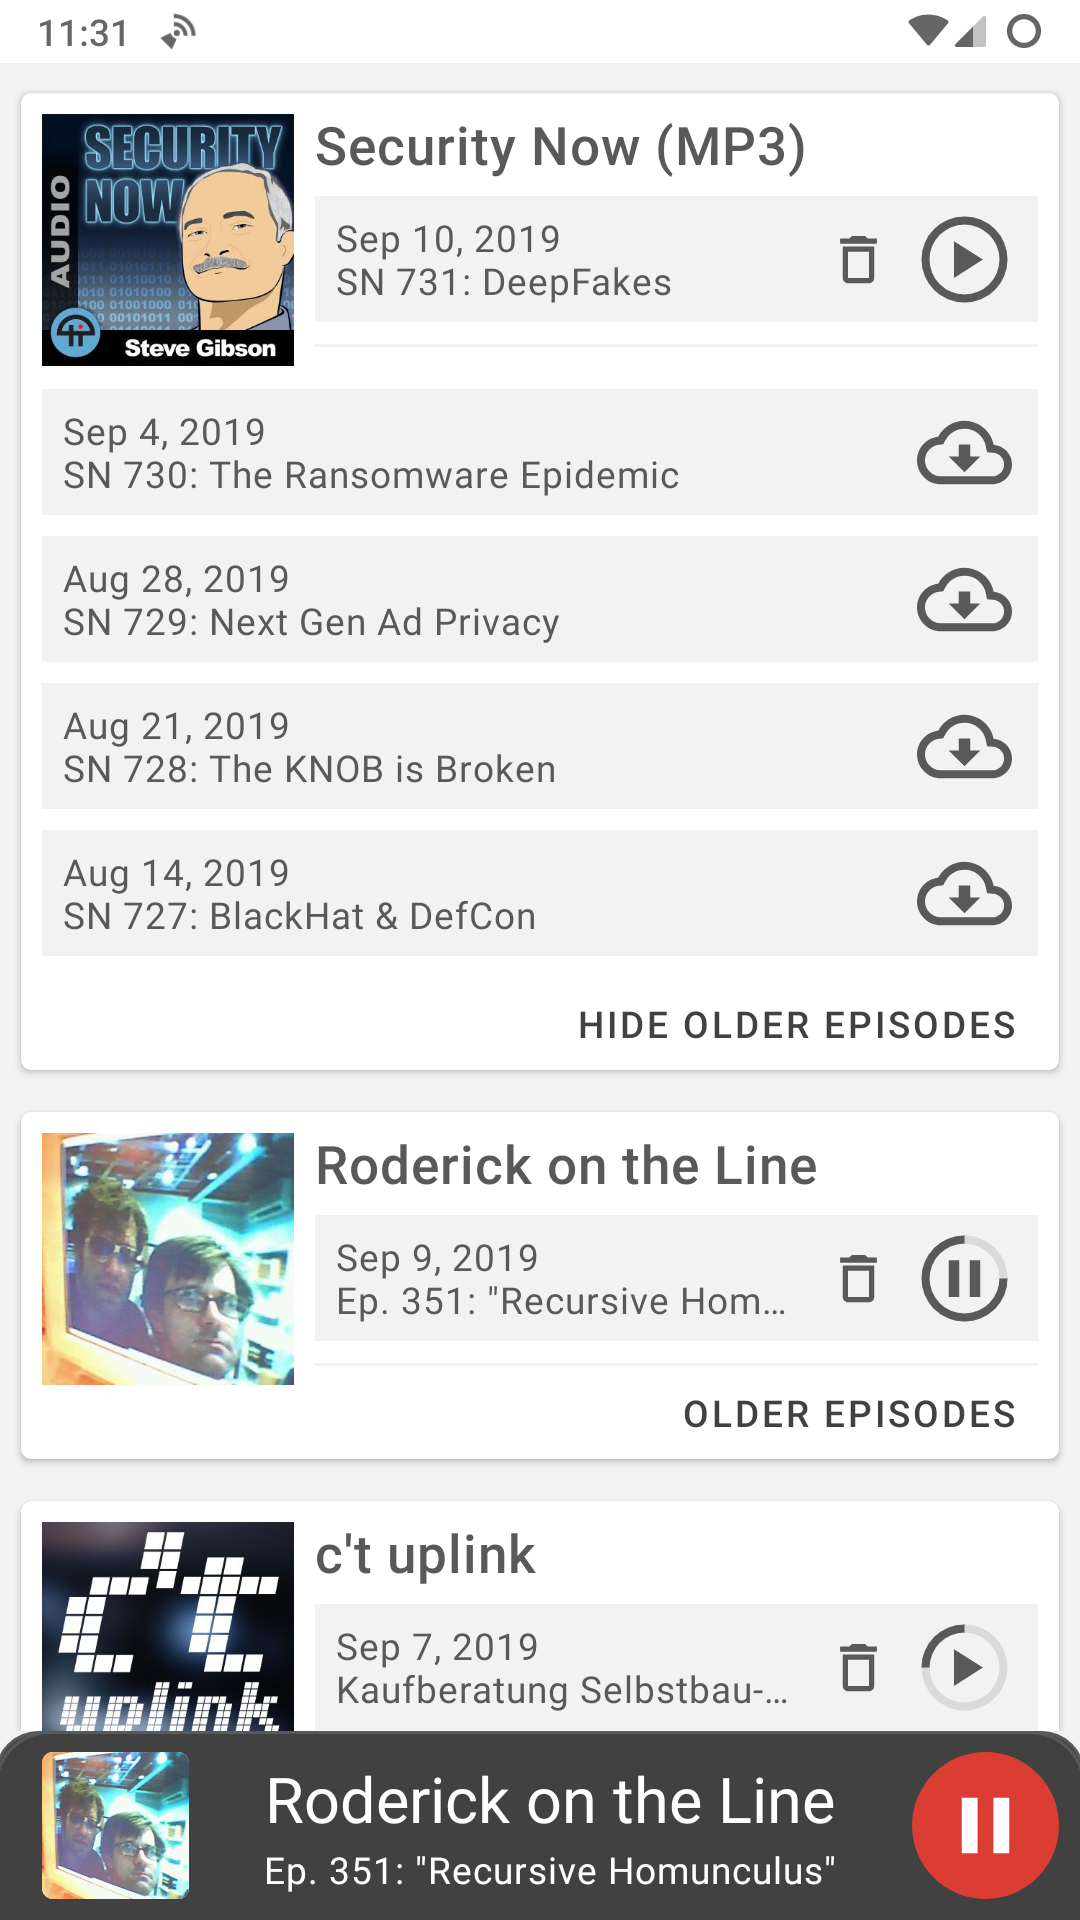 11:31
SECURITY
NOW
AUDIO
Steve Gibson
Security Now (MP3)
Sep 10, 2019
SN 731: DeepFakes
Sep 4, 2019
SN 730: The Ransomware Epidemic
Aug 28, 2019
SN 729: Next Gen Ad Privacy
Aug 21, 2019
SN 728: The KNOB is Broken
Aug 14, 2019
SN 727: BlackHat & DefCon
HIDE OLDER EPISODES
Roderick on the Line
Sep 9, 2019
Ep. 351: "Recursive Hom…
OLDER EPISODES
c't
uplink
c't uplink
Sep 7, 2019
Kaufberatung Selbstbau-…
Roderick on the Line
Ep. 351: "Recursive Homunculus"